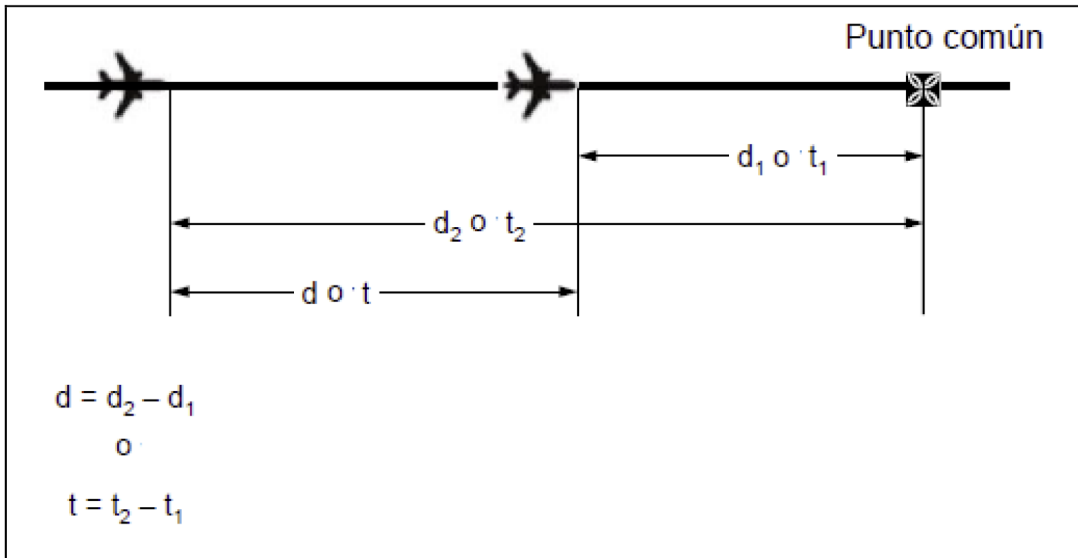 Punto común
d₁ o t₁
d₂ o t₂
d o t
d = d₂ – d₁
o
t = t₂ – t₁